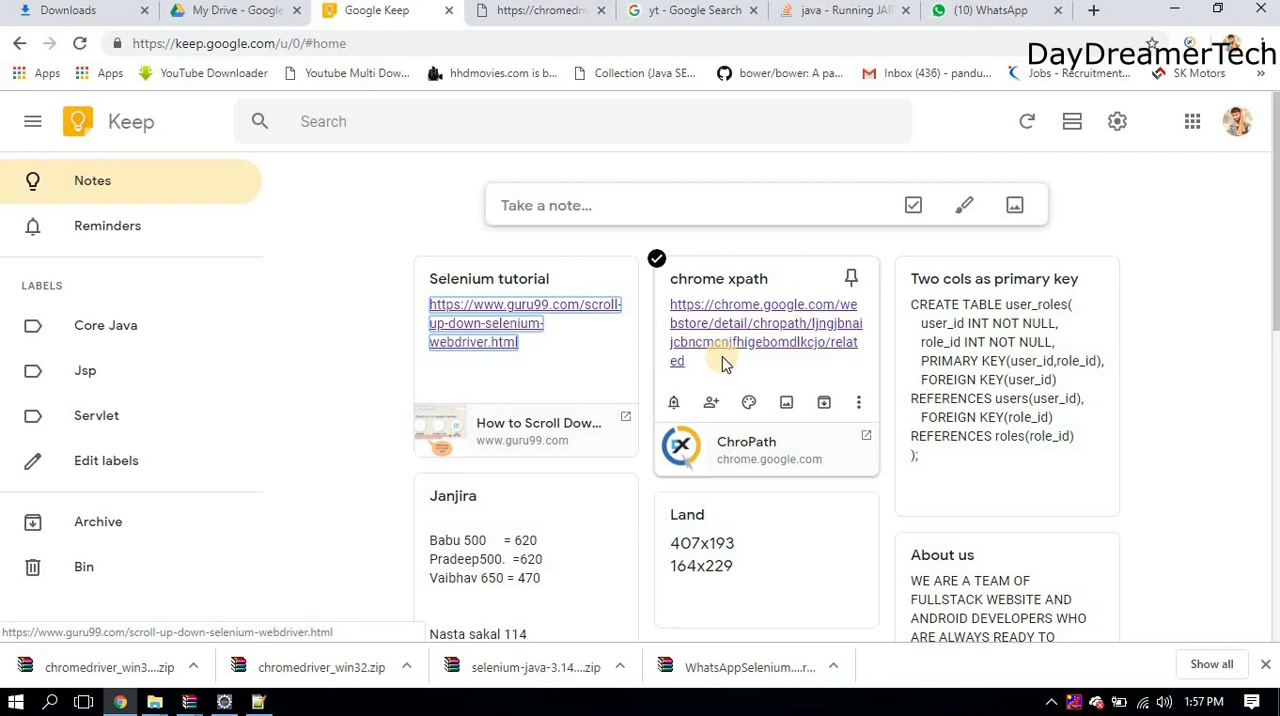 Downloads
My Drive - Google
Google Keep
https://chromedri
yt - Google Search
java - Running JAR
(10) WhatsApp
https://keep.google.com/u/0/#home
DayDreamerTech
Apps
Apps
YouTube Downloader
Youtube Multi Dow...
hhdmovies.com is b...
Collection (Java SE...
bower/bower: A pa...
Inbox (436) - pandu...
Jobs - Recruitment...
SK Motors
»
Keep
Search
Notes
Reminders
LABELS
Core Java
Jsp
Servlet
Edit labels
Archive
Bin
Take a note...
Selenium tutorial
https://www.guru99.com/scroll-
up-down-selenium-
webdriver.html
How to Scroll Dow...
www.guru99.com
Janjira
Babu 500 = 620
Pradeep500. =620
Vaibhav 650 = 470
Nasta sakal 114
chrome xpath
https://chrome.google.com/we
bstore/detail/chropath/ljngjbnai
jcbncmcnjfhigebomdlkcjo/relat
ed
ChroPath
chrome.google.com
Land
407x193
164x229
Two cols as primary key
CREATE TABLE user_roles(
user_id INT NOT NULL,
role_id INT NOT NULL,
PRIMARY KEY(user_id,role_id),
FOREIGN KEY(user_id)
REFERENCES users(user_id),
FOREIGN KEY(role_id)
REFERENCES roles(role_id)
);
About us
WE ARE A TEAM OF
FULLSTACK WEBSITE AND
ANDROID DEVELOPERS WHO
ARE ALWAYS READY TO
https://www.guru99.com/scroll-up-down-selenium-webdriver.html
chromedriver_win3....zip
chromedriver_win32.zip
selenium-java-3.14....zip
WhatsAppSelenium....r...
Show all
1:57 PM